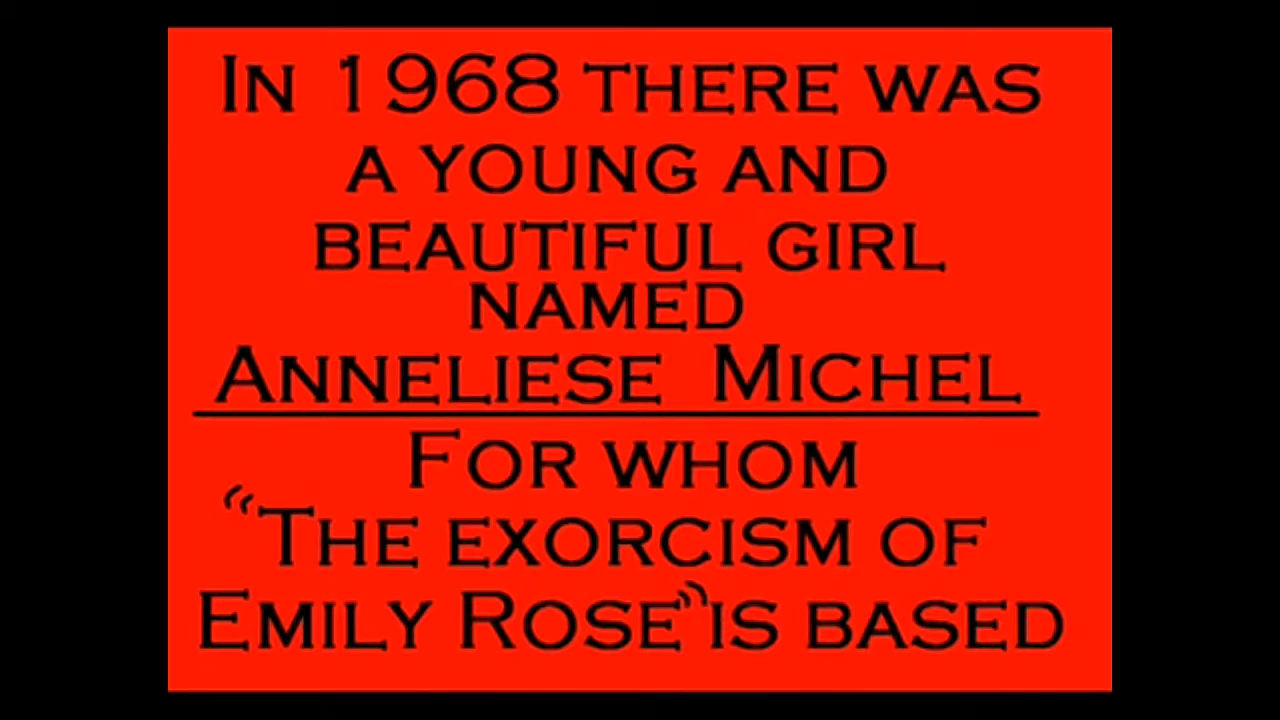 In 1968 there was
a young and
beautiful girl
named
Anneliese Michel
For whom
“The exorcism of
Emily Rose” is based